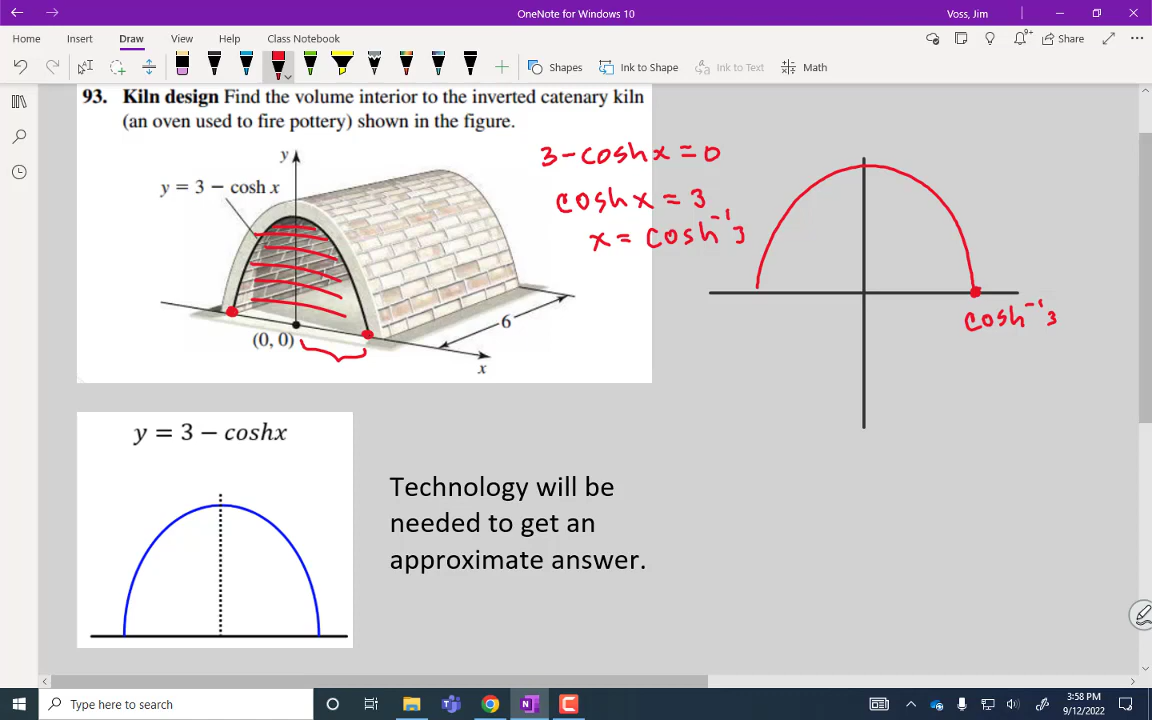 OneNote for Windows 10
Voss, Jim
Home Insert Draw View Help Class Notebook
9+ Share
Shapes Ink to Shape Ink to Text Math
93. Kiln design Find the volume interior to the inverted catenary kiln
(an oven used to fire pottery) shown in the figure.
3 - cosh x = 0
y
y = 3 − cosh x
cosh x = 3
x = cosh⁻¹3
6
cosh⁻¹3
(0, 0)
x
y = 3 − coshx
Technology will be
needed to get an
approximate answer.
Type here to search
3:58 PM
9/12/2022